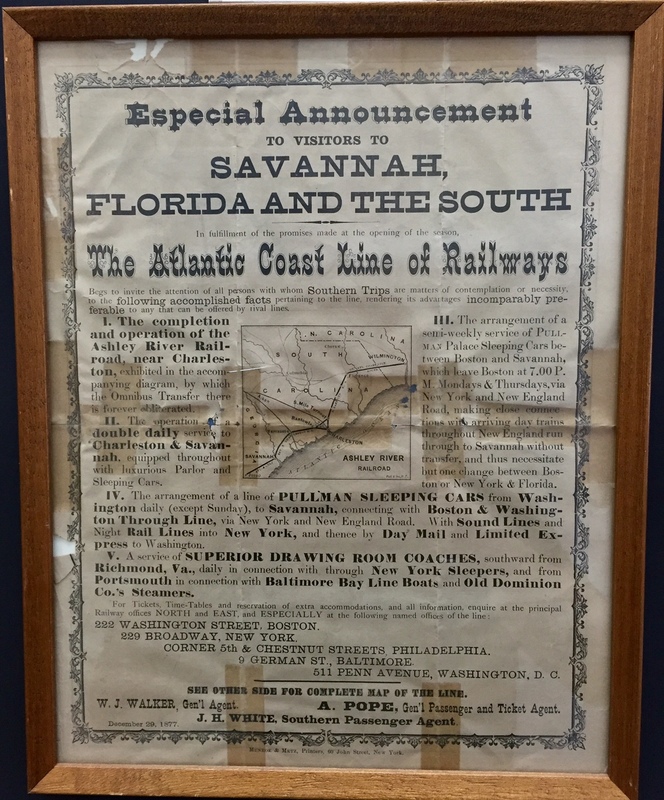 Especial Announcement
TO VISITORS TO
SAVANNAH,
FLORIDA AND THE SOUTH
In fulfillment of the promises made at the opening of the season,
The Atlantic Coast Line of Railways
Begs to invite the attention of all persons with whom Southern Trips are matters of contemplation or necessity,
to the following accomplished facts pertaining to the line, rendering its advantages incomparably pre-
ferable to any that can be offered by rival lines.
I. The completion
and operation of the
Ashley River Rail-
road, near Charles-
ton, exhibited in the accom-
panying diagram, by which
the Omnibus Transfer there
is forever obliterated.
II. The operation of a
double daily service to
Charleston & Savan-
nah, equipped throughout
with luxurious Parlor and
Sleeping Cars.
N. CAROLINA
SOUTH
WILMINGTON
CAROLINA
CHARLESTON
SAVANNAH
ATLANTIC
ASHLEY RIVER
RAILROAD
III. The arrangement of a
semi-weekly service of PULL-
MAN Palace Sleeping Cars be-
tween Boston and Savannah,
which leave Boston at 7.00 P.
M. Mondays & Thursdays, via
New York and New England
Road, making close connec-
tions with arriving day trains
throughout New England run
through to Savannah without
transfer, and thus necessitate
but one change between Bos-
ton or New York & Florida.
IV. The arrangement of a line of PULLMAN SLEEPING CARS from Wash-
ington daily (except Sunday), to Savannah, connecting with Boston & Washing-
ton Through Line, via New York and New England Road. With Sound Lines and
Night Rail Lines into New York, and thence by Day Mail and Limited Ex-
press to Washington.
V. A service of SUPERIOR DRAWING ROOM COACHES, southward from
Richmond, Va., daily in connection with through New York Sleepers, and from
Portsmouth in connection with Baltimore Bay Line Boats and Old Dominion
Co.'s Steamers.
For Tickets, Time-Tables and reservation of extra accommodations, and all information, enquire at the principal
Railway offices NORTH and EAST, and ESPECIALLY at the following named offices of the line:
222 WASHINGTON STREET, BOSTON.
229 BROADWAY, NEW YORK.
CORNER 5th & CHESTNUT STREETS, PHILADELPHIA.
9 GERMAN ST., BALTIMORE.
511 PENN AVENUE, WASHINGTON, D. C.
SEE OTHER SIDE FOR COMPLETE MAP OF THE LINE.
W. J. WALKER, Gen'l Agent. A. POPE, Gen'l Passenger and Ticket Agent.
J. H. WHITE, Southern Passenger Agent
December 29, 1877.
Printers, John Street, New York.